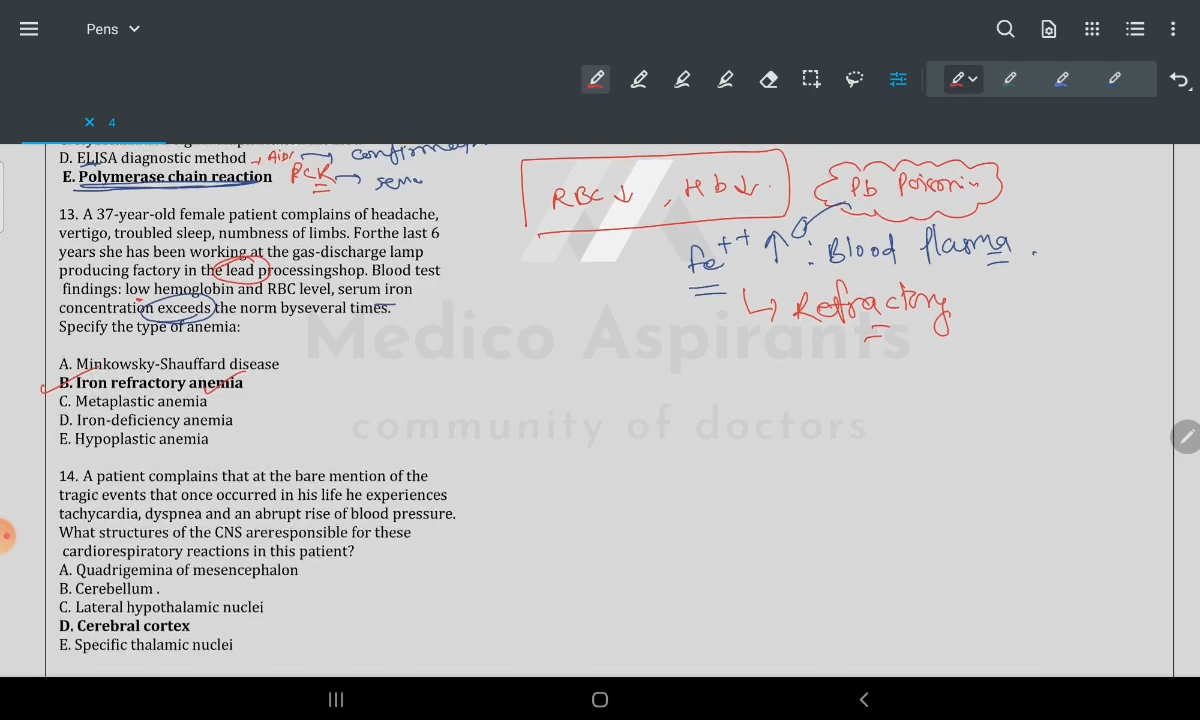 Pens
4
D. ELISA diagnostic method
E. Polymerase chain reaction
PCR
RBC ↓ , Hb ↓ .
Pb Poisonin
Fe++ ↑ : Blood plasma .
↳ Refractory
13. A 37-year-old female patient complains of headache,
vertigo, troubled sleep, numbness of limbs. Forthe last 6
years she has been working at the gas-discharge lamp
producing factory in the lead processingshop. Blood test
findings: low hemoglobin and RBC level, serum iron
concentration exceeds the norm byseveral times.
Specify the type of anemia:
A. Minkowsky-Shauffard disease
B. Iron refractory anemia
C. Metaplastic anemia
D. Iron-deficiency anemia
E. Hypoplastic anemia
14. A patient complains that at the bare mention of the
tragic events that once occurred in his life he experiences
tachycardia, dyspnea and an abrupt rise of blood pressure.
What structures of the CNS areresponsible for these
cardiorespiratory reactions in this patient?
A. Quadrigemina of mesencephalon
B. Cerebellum .
C. Lateral hypothalamic nuclei
D. Cerebral cortex
E. Specific thalamic nuclei
Medico Aspirants
community of doctors